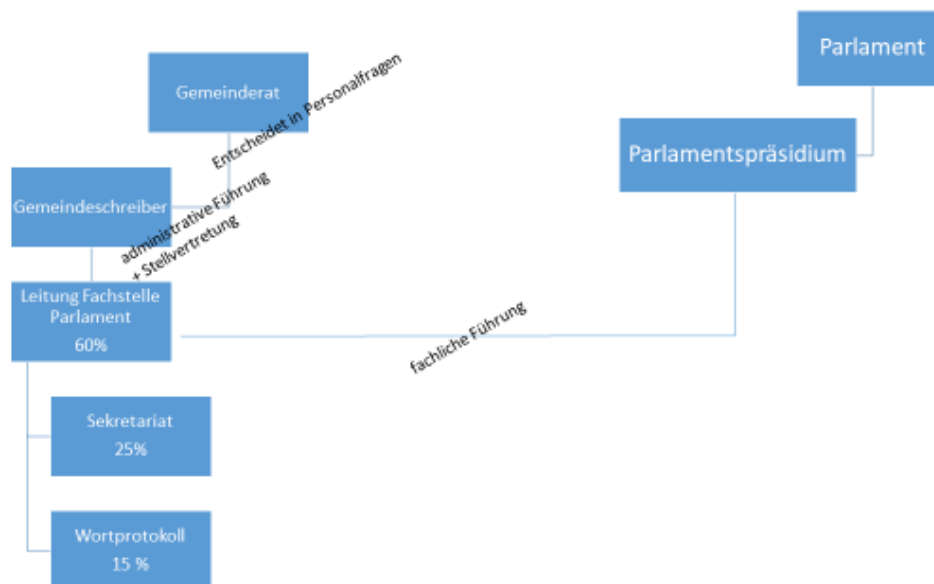 Parlament
Gemeinderat
Entscheidet in Personalfragen
Parlamentspräsidium
Gemeindeschreiber
administrative Führung
+ Stellvertretung
Leitung Fachstelle
Parlament
60%
fachliche Führung
Sekretariat
25%
Wortprotokoll
15 %